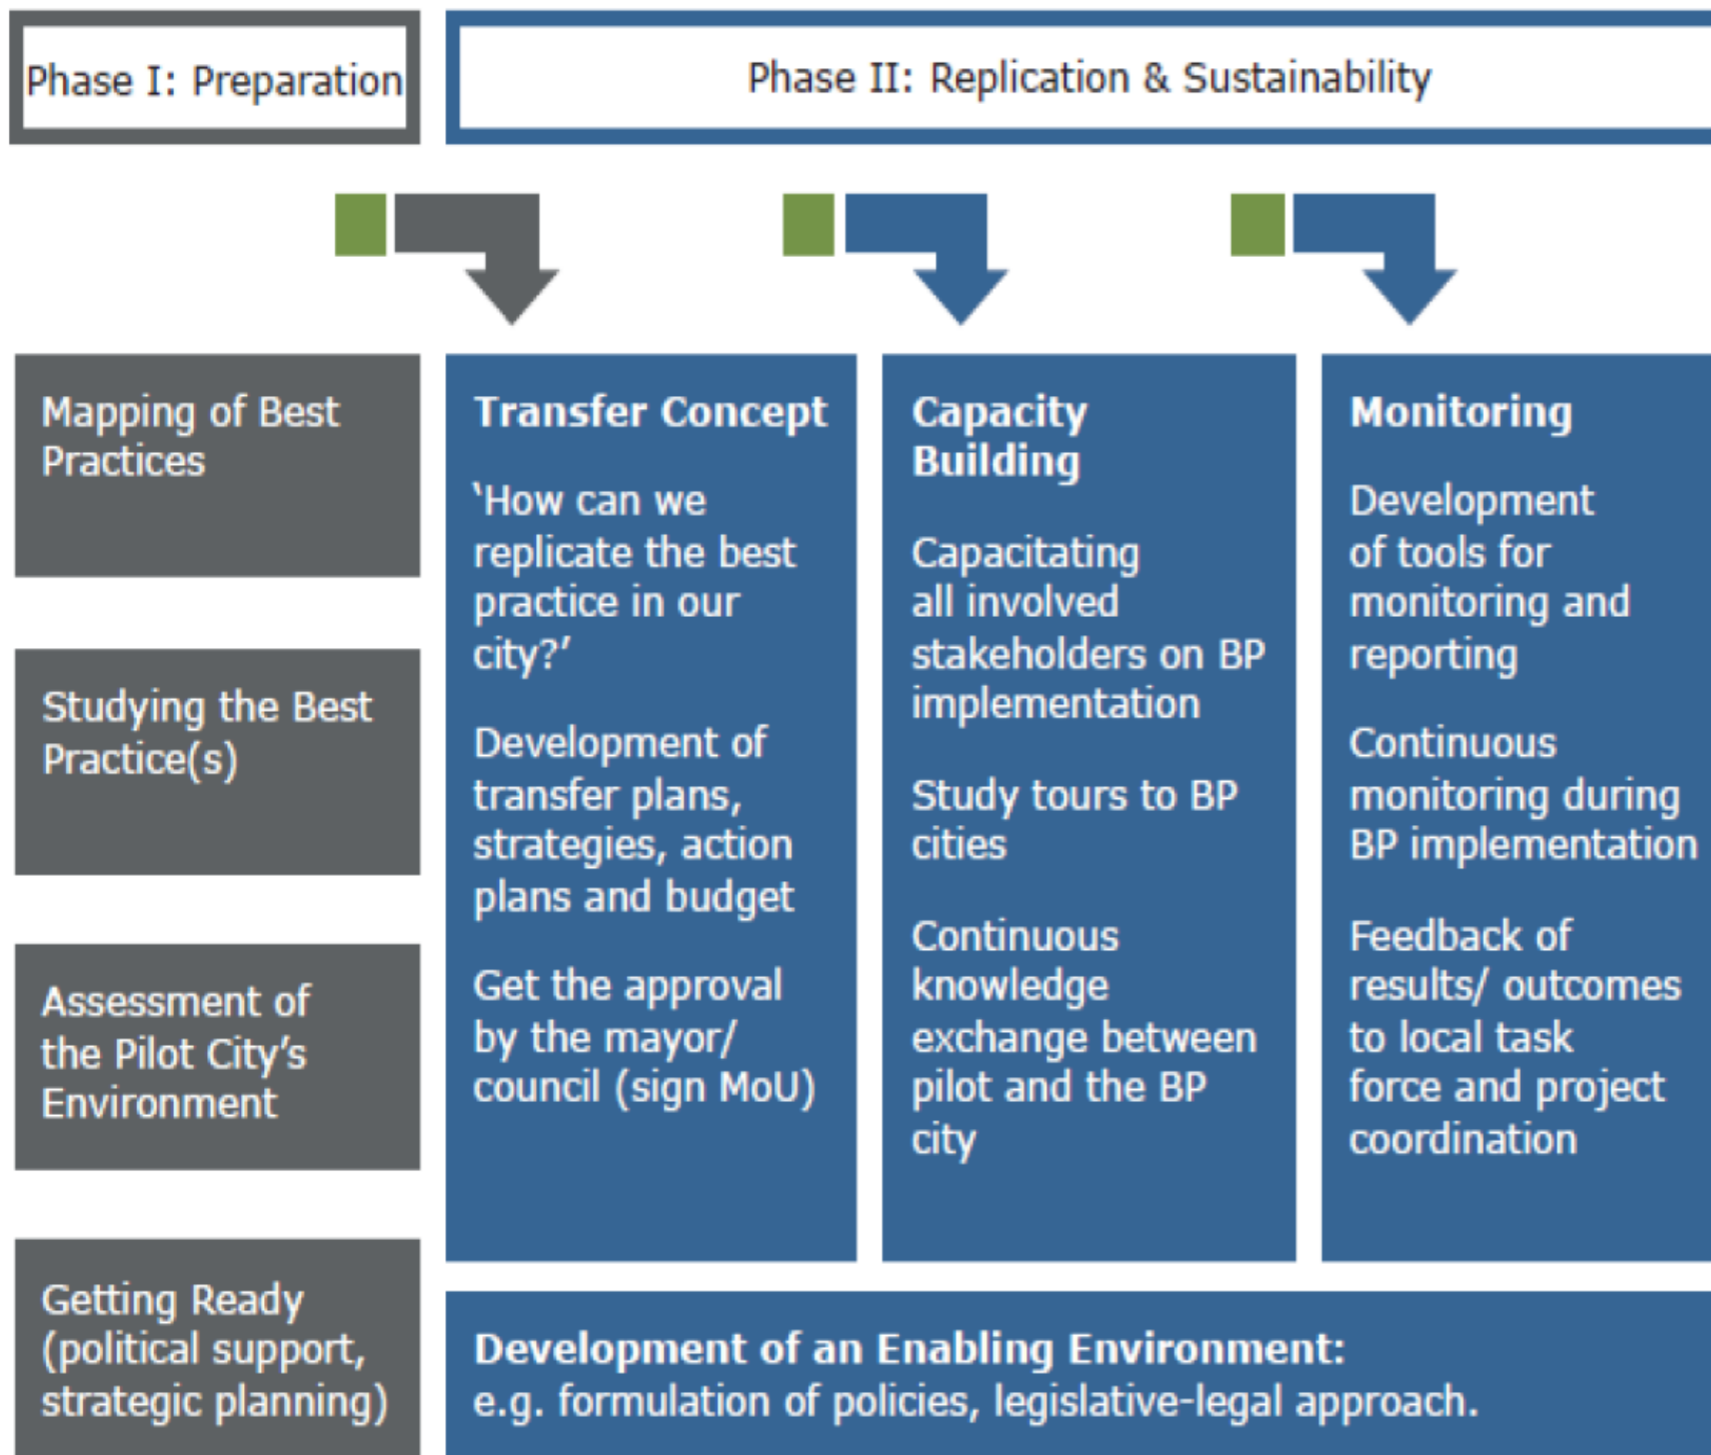 Phase I: Preparation
Phase II: Replication & Sustainability
Mapping of Best
Practices
Studying the Best
Practice(s)
Assessment of
the Pilot City’s
Environment
Getting Ready
(political support,
strategic planning)
Transfer Concept
‘How can we
replicate the best
practice in our
city?’
Development of
transfer plans,
strategies, action
plans and budget
Get the approval
by the mayor/
council (sign MoU)
Capacity
Building
Capacitating
all involved
stakeholders on BP
implementation
Study tours to BP
cities
Continuous
knowledge
exchange between
pilot and the BP
city
Monitoring
Development
of tools for
monitoring and
reporting
Continuous
monitoring during
BP implementation
Feedback of
results/ outcomes
to local task
force and project
coordination
Development of an Enabling Environment:
e.g. formulation of policies, legislative-legal approach.